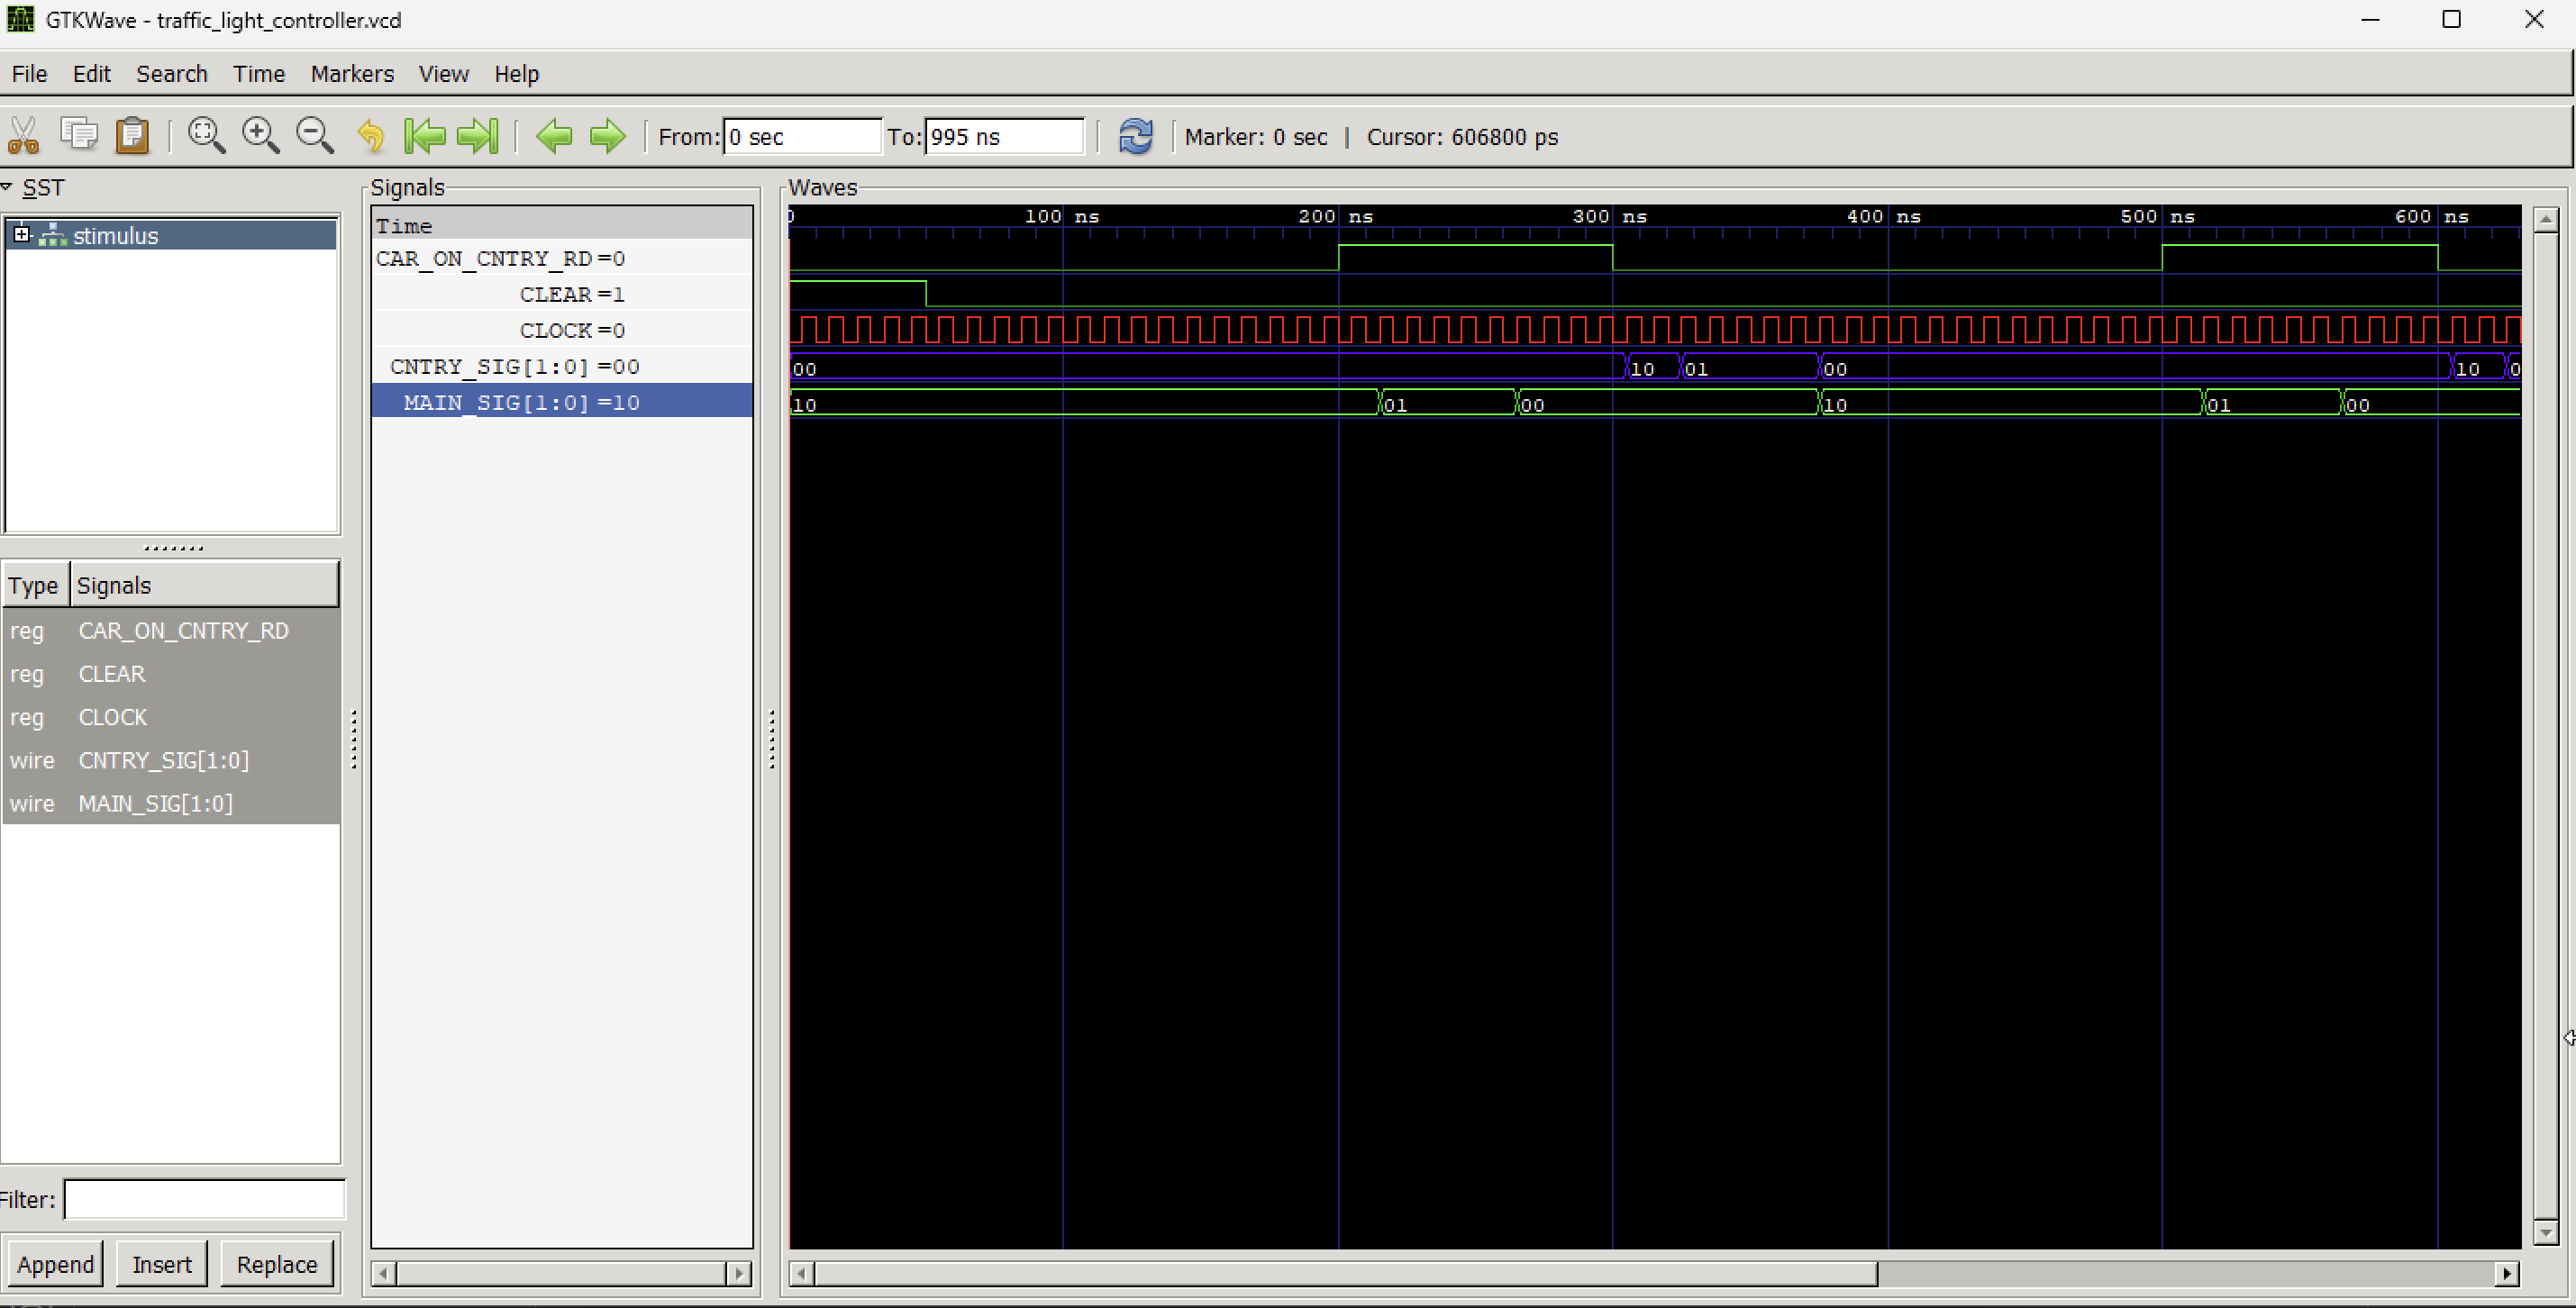 GTKWave - traffic_light_controller.vcd
File Edit Search Time Markers View Help
From: 0 sec To: 995 ns Marker: 0 sec | Cursor: 606800 ps
SST
stimulus
Type Signals
reg CAR_ON_CNTRY_RD
reg CLEAR
reg CLOCK
wire CNTRY_SIG[1:0]
wire MAIN_SIG[1:0]
Filter:
Append Insert Replace
Signals
Time
CAR_ON_CNTRY_RD=0
CLEAR=1
CLOCK=0
CNTRY_SIG[1:0]=00
MAIN_SIG[1:0]=10
Waves
0 100 ns 200 ns 300 ns 400 ns 500 ns 600 ns
00 10 01 00 10 0
10 01 00 10 01 00